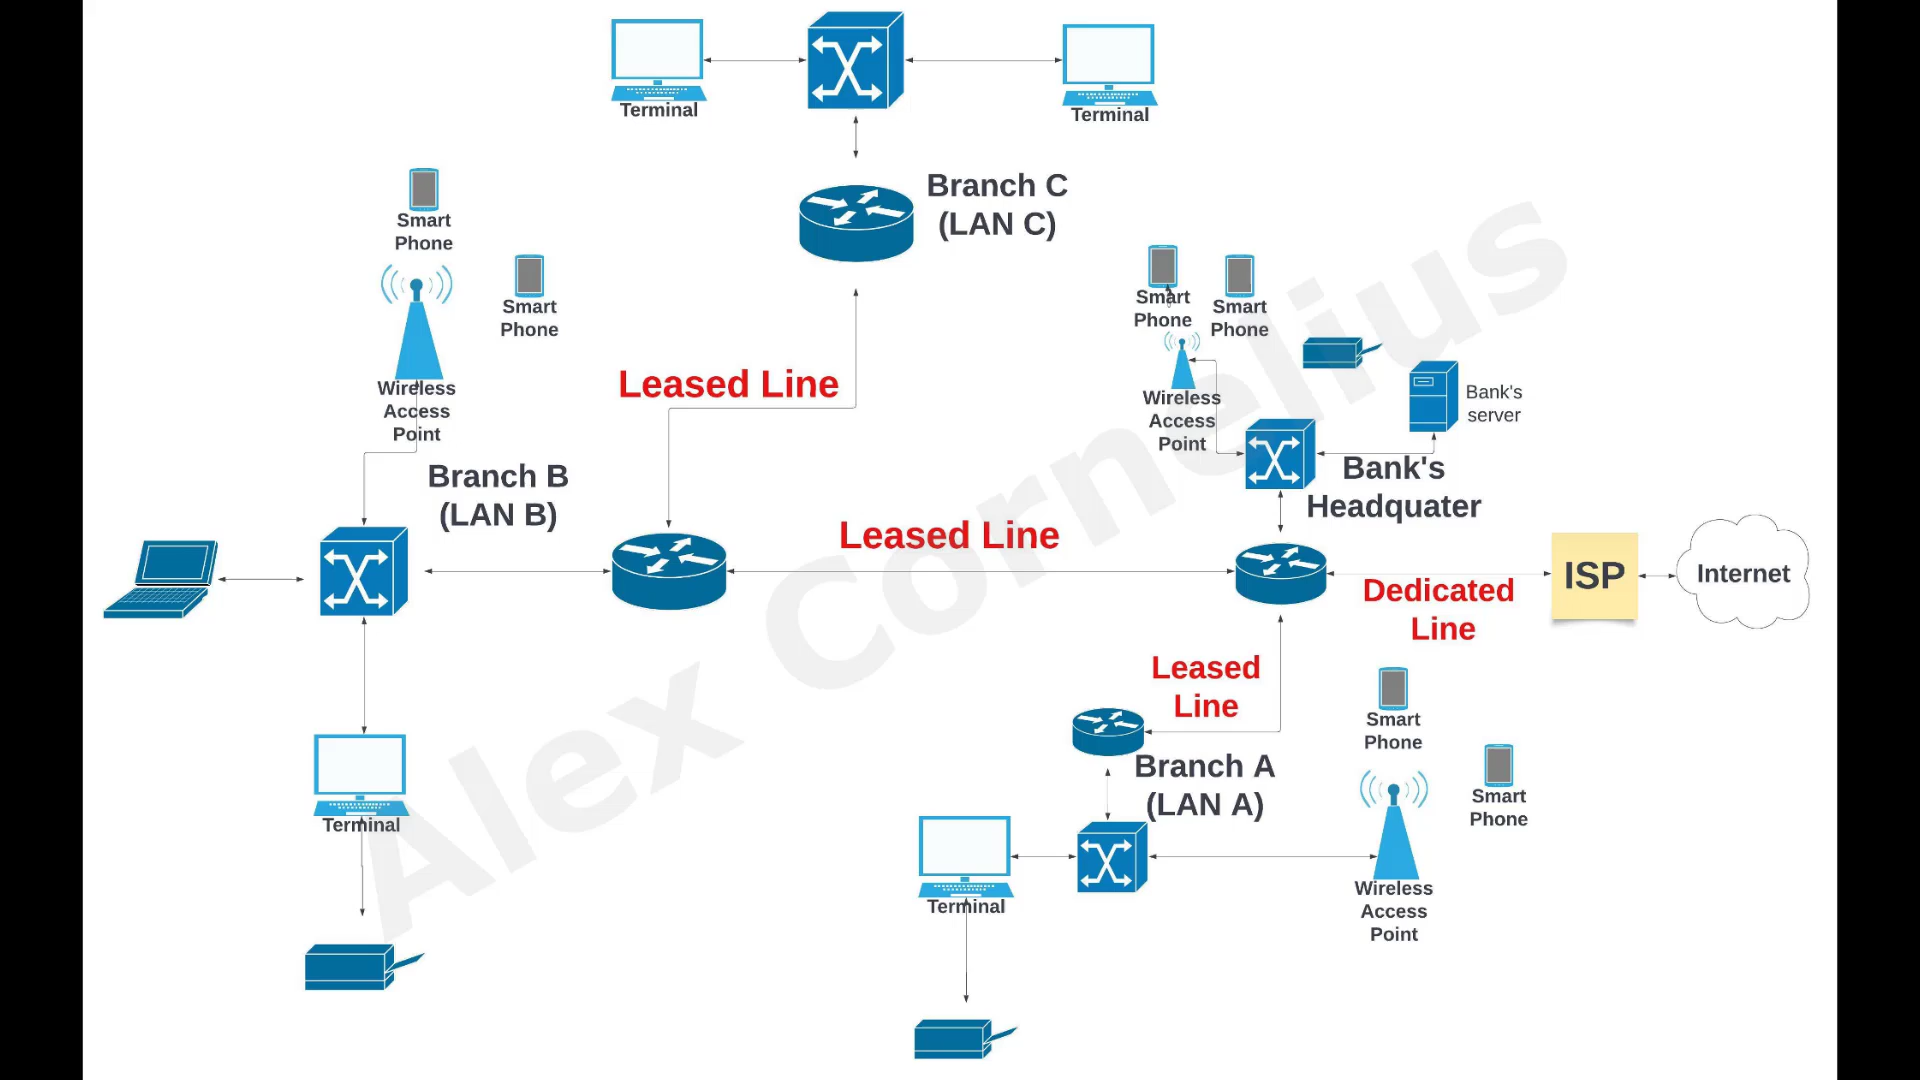 Terminal
Terminal
Branch C
(LAN C)
Smart
Phone
Smart
Phone
Wireless
Access
Point
Leased Line
Smart
Phone
Smart
Phone
Wireless
Access
Point
Bank's
server
Bank's
Headquater
Branch B
(LAN B)
Leased Line
Dedicated
Line
ISP
Internet
Leased
Line
Branch A
(LAN A)
Smart
Phone
Smart
Phone
Wireless
Access
Point
Terminal
Terminal
Alex Cornelius